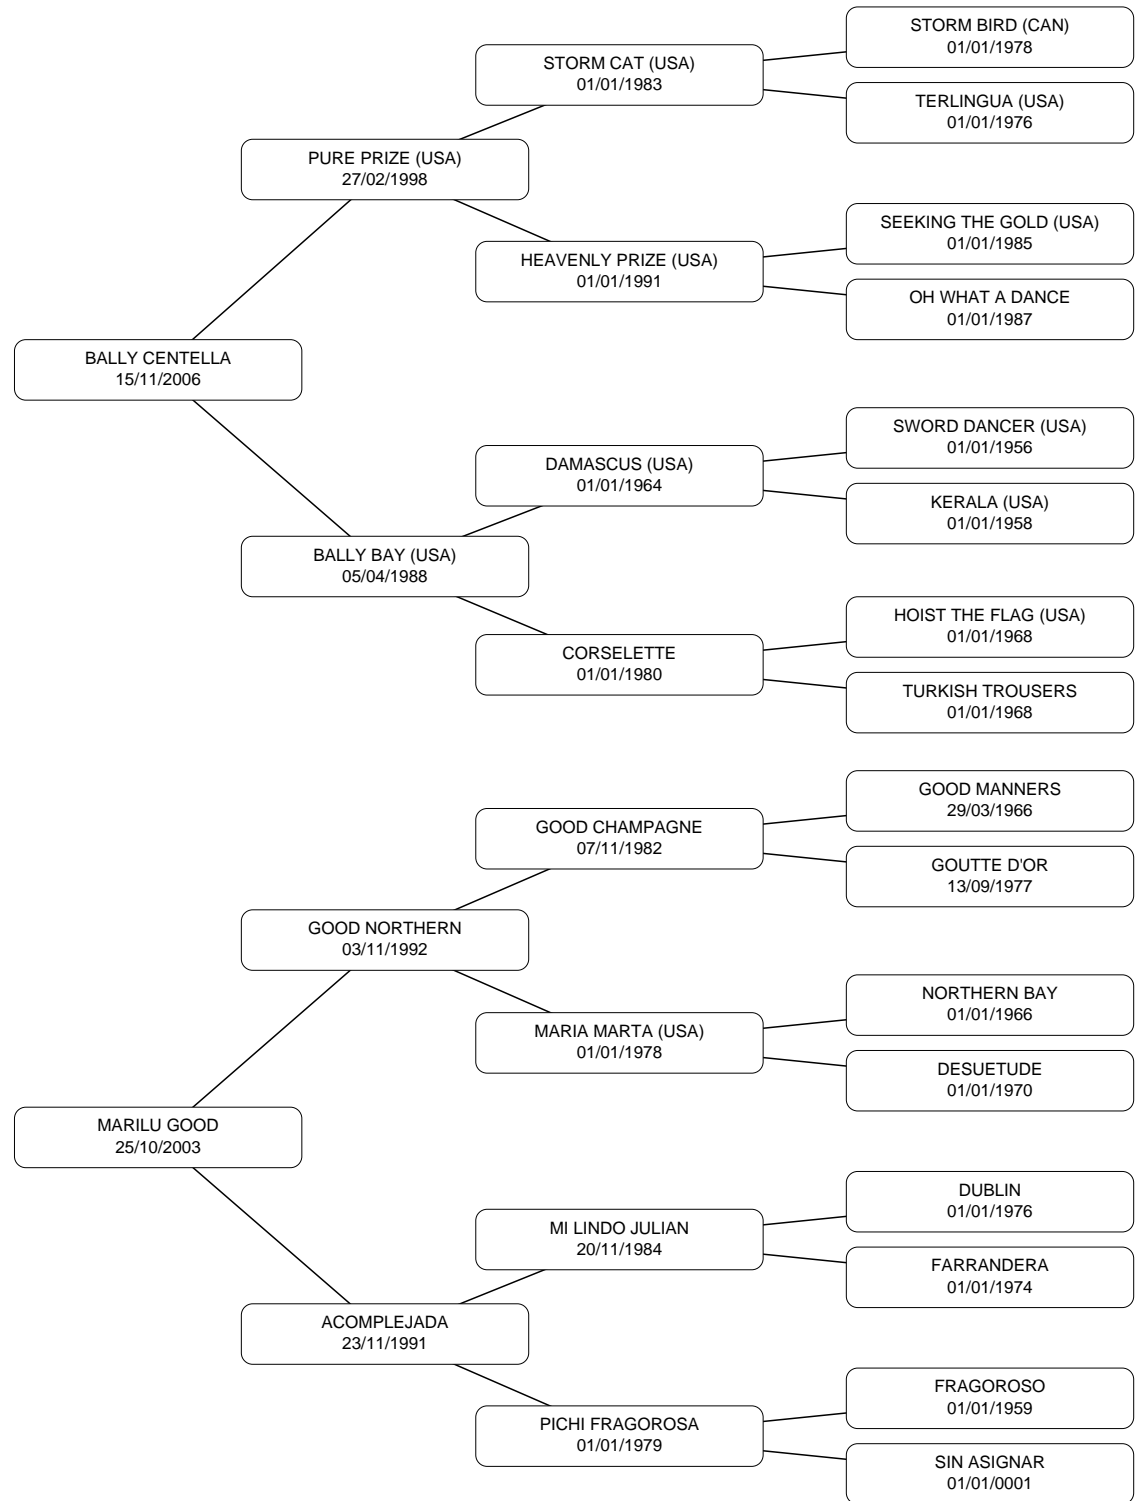 STORM BIRD (CAN)
01/01/1978
STORM CAT (USA)
01/01/1983
TERLINGUA (USA)
01/01/1976
PURE PRIZE (USA)
27/02/1998
SEEKING THE GOLD (USA)
01/01/1985
HEAVENLY PRIZE (USA)
01/01/1991
OH WHAT A DANCE
01/01/1987
BALLY CENTELLA
15/11/2006
SWORD DANCER (USA)
01/01/1956
DAMASCUS (USA)
01/01/1964
KERALA (USA)
01/01/1958
BALLY BAY (USA)
05/04/1988
HOIST THE FLAG (USA)
01/01/1968
CORSELETTE
01/01/1980
TURKISH TROUSERS
01/01/1968
GOOD MANNERS
29/03/1966
GOOD CHAMPAGNE
07/11/1982
GOUTTE D'OR
13/09/1977
GOOD NORTHERN
03/11/1992
NORTHERN BAY
01/01/1966
MARIA MARTA (USA)
01/01/1978
DESUETUDE
01/01/1970
MARILU GOOD
25/10/2003
DUBLIN
01/01/1976
MI LINDO JULIAN
20/11/1984
FARRANDERA
01/01/1974
ACOMPLEJADA
23/11/1991
FRAGOROSO
01/01/1959
PICHI FRAGOROSA
01/01/1979
SIN ASIGNAR
01/01/0001